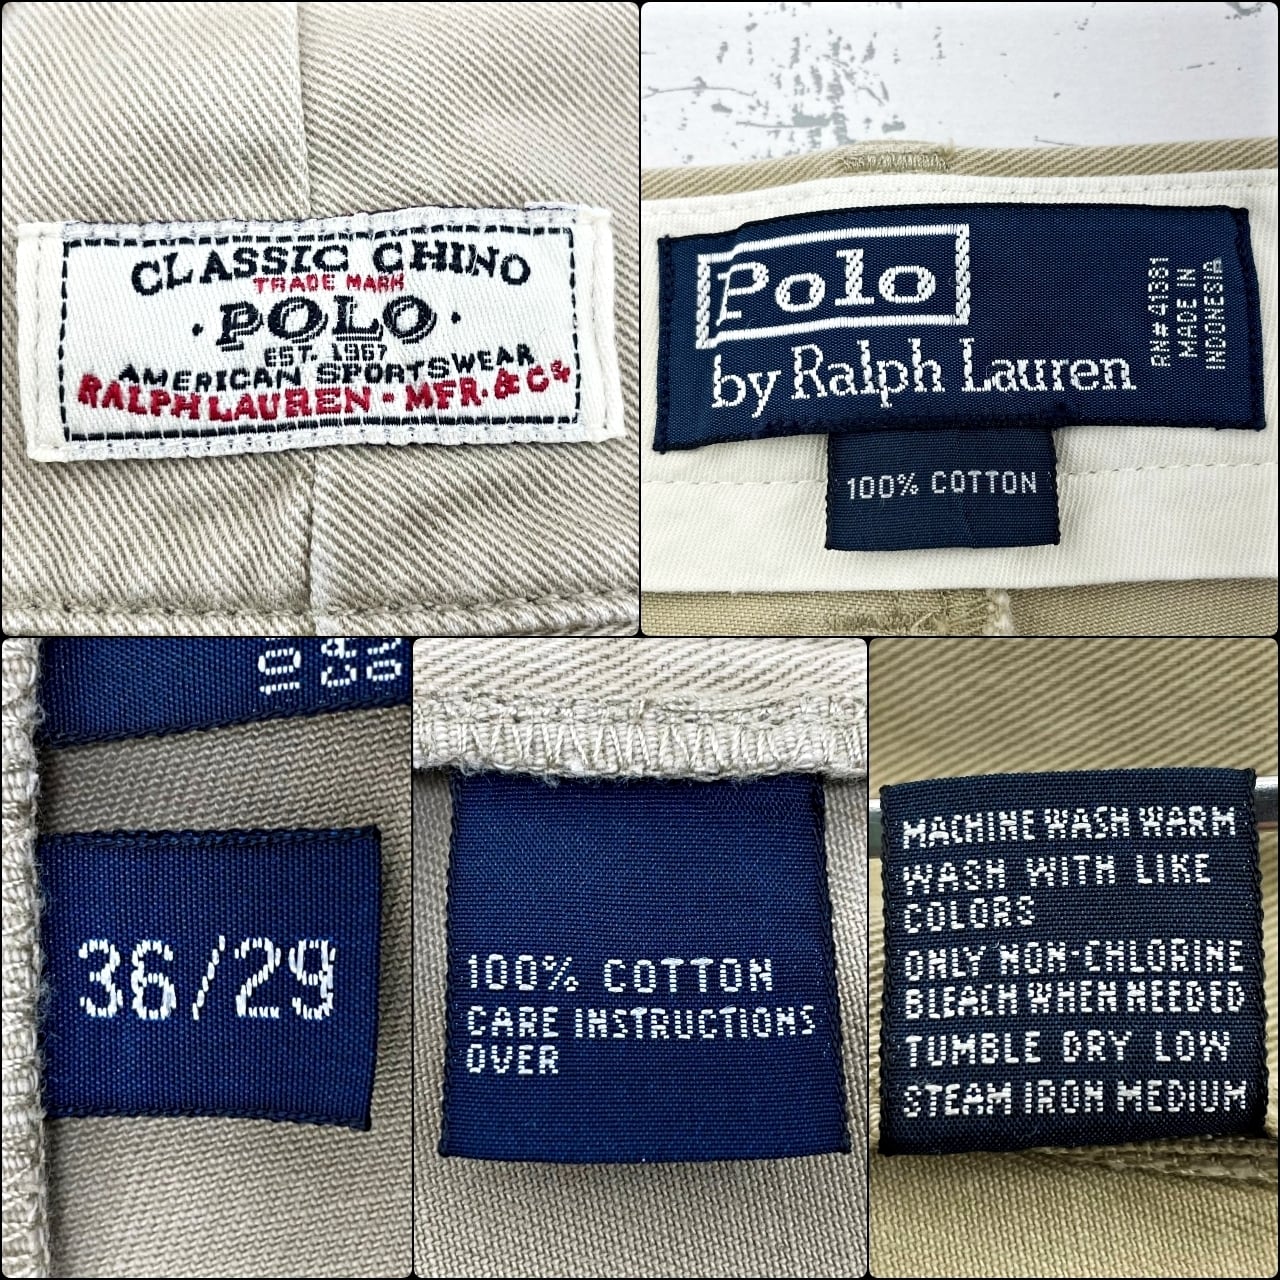 CLASSIC CHINO
TRADE MARK
· POLO ·
EST. 1967
AMERICAN SPORTSWEAR
RALPH LAUREN - MFR. & Co.
Polo
by Ralph Lauren
RN# 41381
MADE IN
INDONESIA
100% COTTON
36/29
100% COTTON
CARE INSTRUCTIONS
OVER
MACHINE WASH WARM
WASH WITH LIKE
COLORS
ONLY NON-CHLORINE
BLEACH WHEN NEEDED
TUMBLE DRY LOW
STEAM IRON MEDIUM